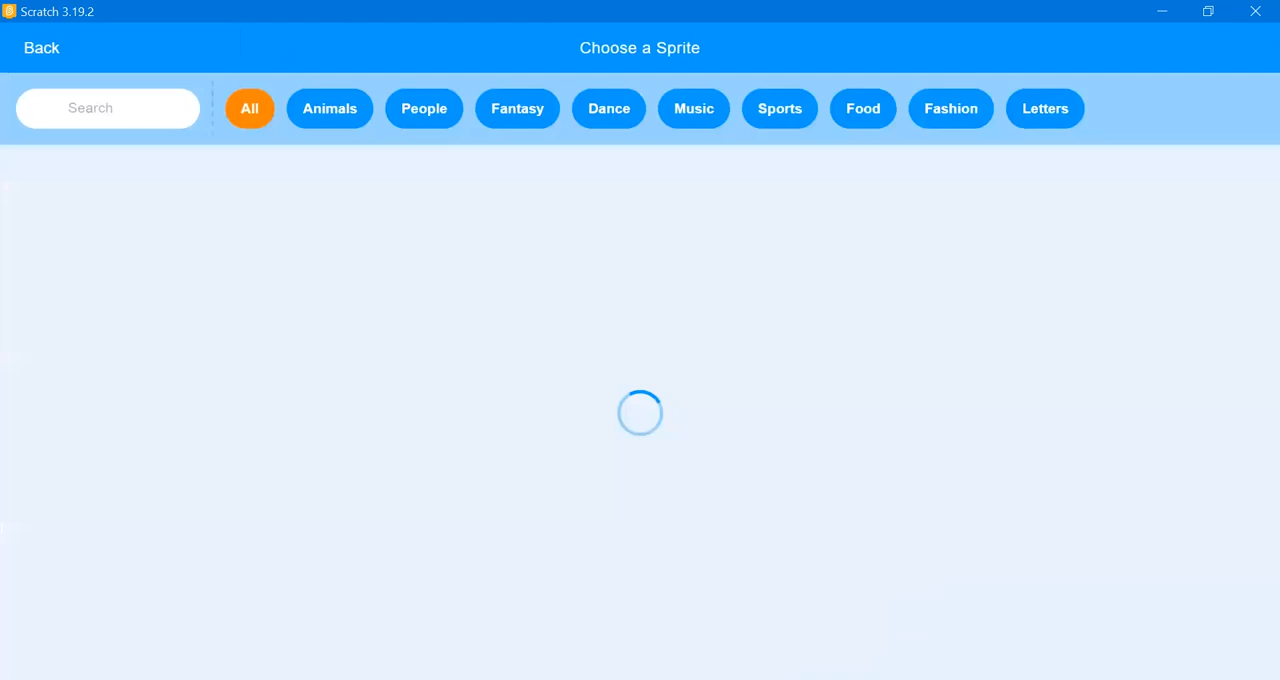 Scratch 3.19.2
Back
Choose a Sprite
Search
All
Animals
People
Fantasy
Dance
Music
Sports
Food
Fashion
Letters